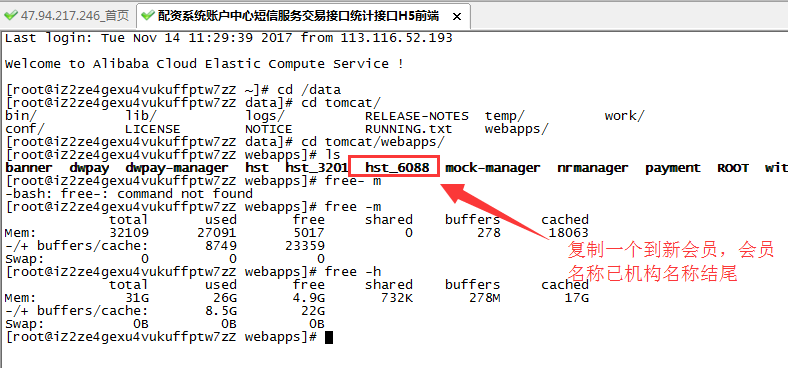 47.94.217.246_首页 配资系统账户中心短信服务交易接口统计接口H5前端
Last login: Tue Nov 14 11:29:39 2017 from 113.116.52.193
Welcome to Alibaba Cloud Elastic Compute Service !
[root@iZ2ze4gexu4vukuffptw7zZ ~]# cd /data
[root@iZ2ze4gexu4vukuffptw7zZ data]# cd tomcat/
bin/ lib/ logs/ RELEASE-NOTES temp/ work/
conf/ LICENSE NOTICE RUNNING.txt webapps/
[root@iZ2ze4gexu4vukuffptw7zZ data]# cd tomcat/webapps/
[root@iZ2ze4gexu4vukuffptw7zZ webapps]# ls
banner dwpay dwpay-manager hst hst_3201 hst_6088 mock-manager nrmanager payment ROOT wit
[root@iZ2ze4gexu4vukuffptw7zZ webapps]# free- m
-bash: free-: command not found
[root@iZ2ze4gexu4vukuffptw7zZ webapps]# free -m
total used free shared buffers cached
Mem: 32109 27091 5017 0 278 18063
-/+ buffers/cache: 8749 23359
Swap: 0 0 0
[root@iZ2ze4gexu4vukuffptw7zZ webapps]# free -h
total used free shared buffers cached
Mem: 31G 26G 4.9G 732K 278M 17G
-/+ buffers/cache: 8.5G 22G
Swap: 0B 0B 0B
[root@iZ2ze4gexu4vukuffptw7zZ webapps]#
复制一个到新会员，会员
名称已机构名称结尾